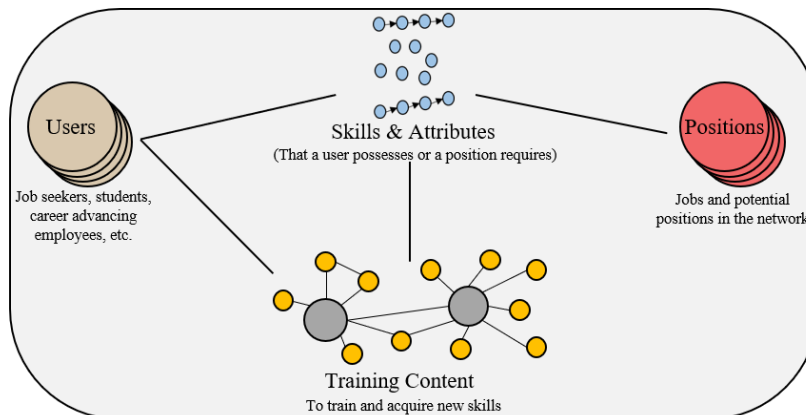 Users
Job seekers, students,
career advancing
employees, etc.
Skills & Attributes
(That a user possesses or a position requires)
Positions
Jobs and potential
positions in the network
Training Content
To train and acquire new skills